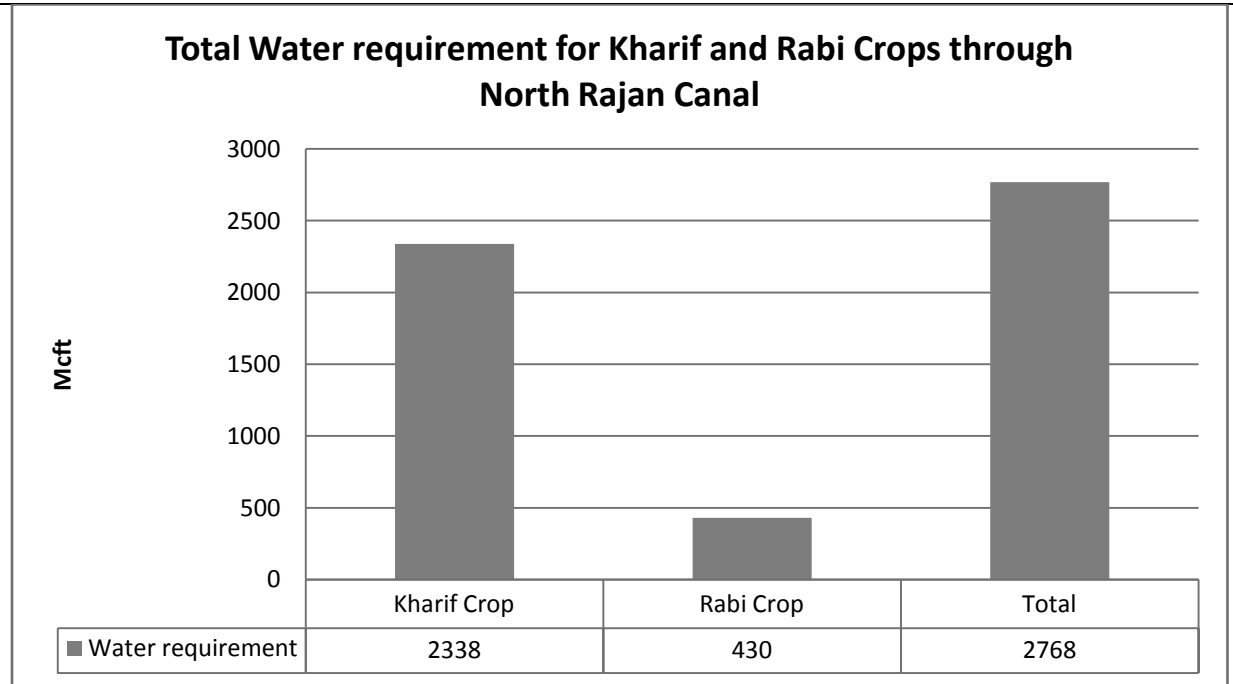 Total Water requirement for Kharif and Rabi Crops through
North Rajan Canal
3000
2500
2000
1500
1000
500
0
Mcft
Kharif Crop Rabi Crop Total
Water requirement 2338 430 2768